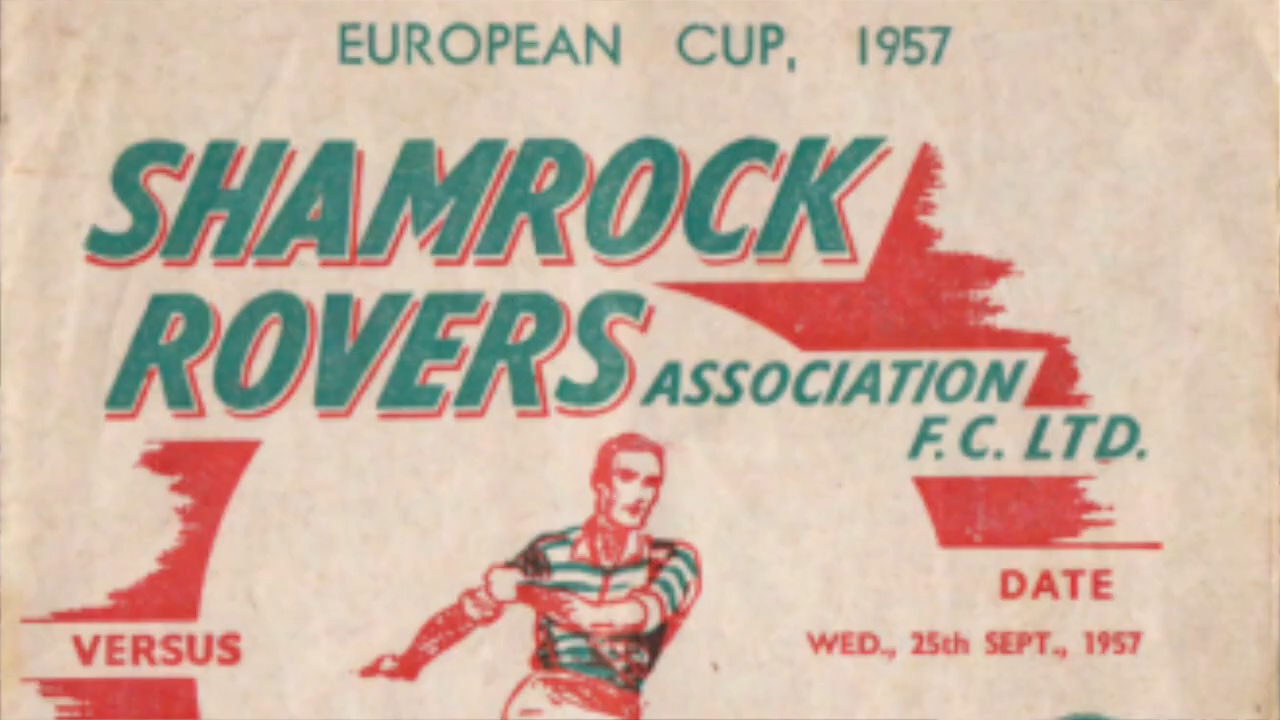 EUROPEAN CUP, 1957
SHAMROCK
ROVERS ASSOCIATION
F.C. LTD.
DATE
VERSUS
WED., 25th SEPT., 1957